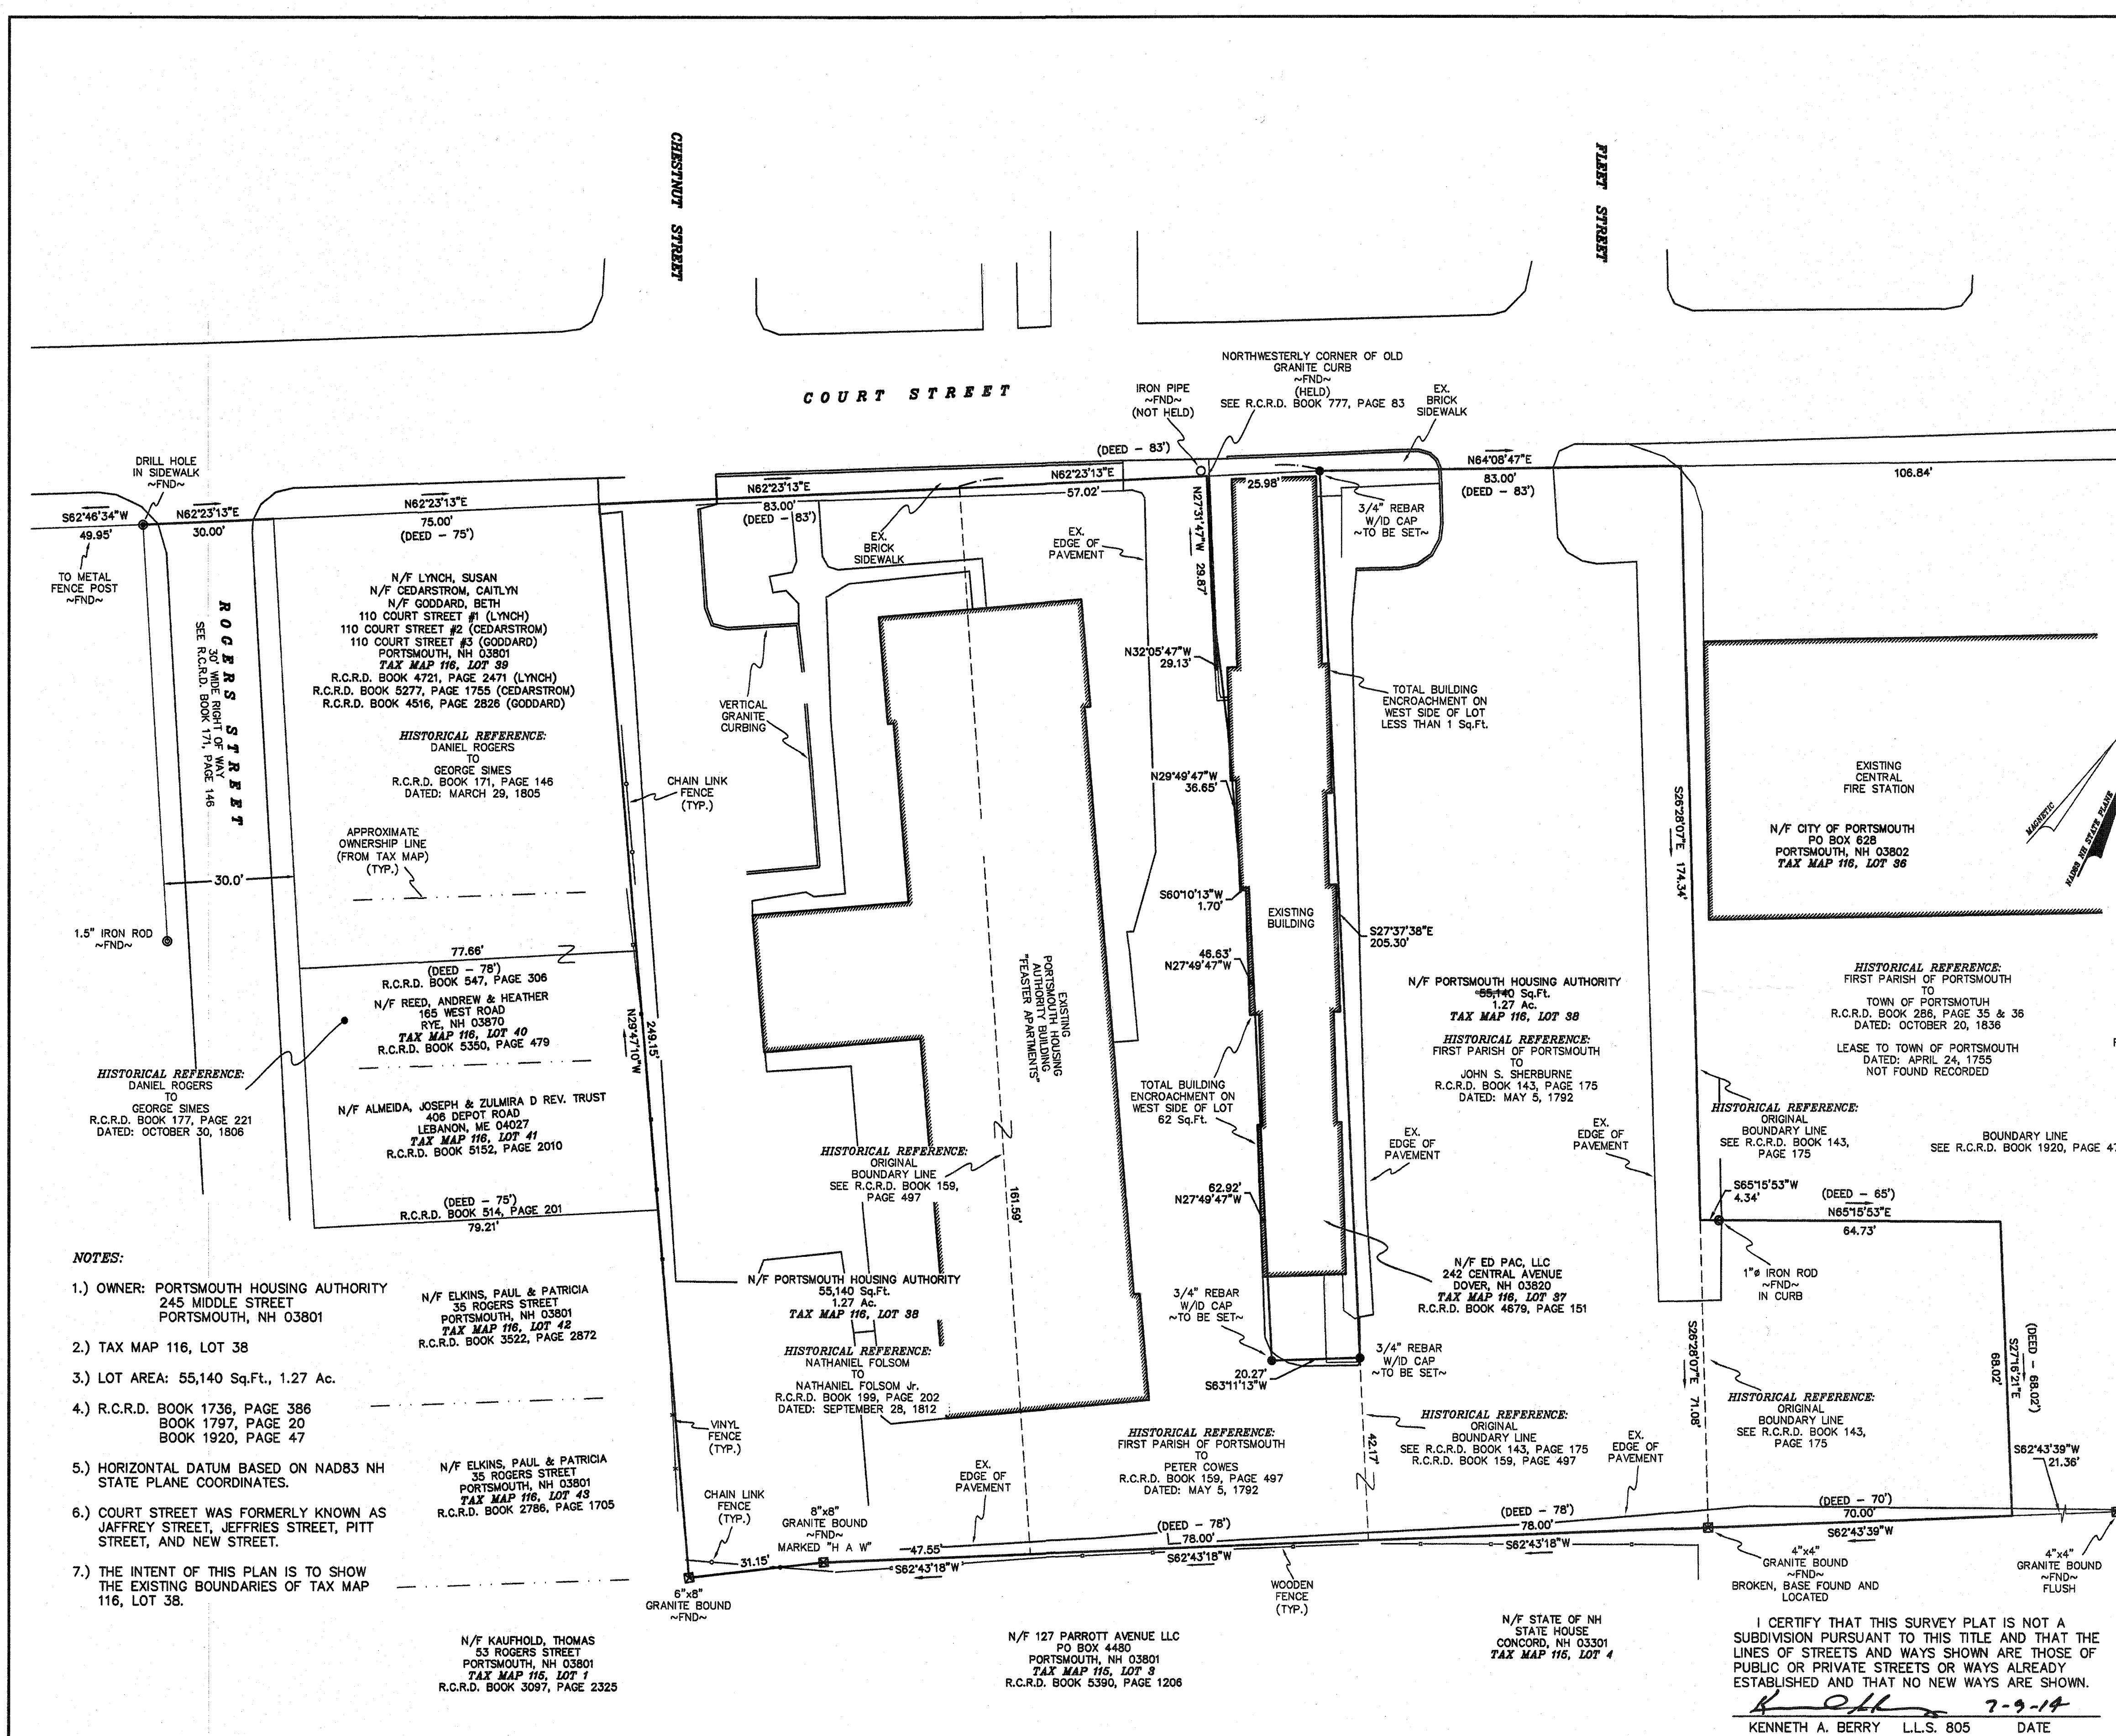 CHESTNUT STREET
FLEET STREET
COURT STREET
NORTHWESTERLY CORNER OF OLD
GRANITE CURB
~FND~
(HELD)
SEE R.C.R.D. BOOK 777, PAGE 83
IRON PIPE
~FND~
(NOT HELD)
EX.
BRICK
SIDEWALK
(DEED - 83')
DRILL HOLE
IN SIDEWALK
~FND~
S62°46'34"W
49.95'
TO METAL
FENCE POST
~FND~
N62°23'13"E
30.00'
N62°23'13"E
75.00'
(DEED - 75')
N62°23'13"E
83.00'
(DEED - 83')
N62°23'13"E
57.02'
25.98'
N64°08'47"E
83.00'
(DEED - 83')
106.84'
3/4" REBAR
W/ID CAP
~TO BE SET~
EX.
BRICK
SIDEWALK
EX.
EDGE OF
PAVEMENT
N27°31'47"W 29.87'
ROGERS STREET
30' WIDE RIGHT OF WAY
SEE R.C.R.D. BOOK 171, PAGE 146
N/F LYNCH, SUSAN
N/F CEDARSTROM, CAITLYN
N/F GODDARD, BETH
110 COURT STREET #1 (LYNCH)
110 COURT STREET #2 (CEDARSTROM)
110 COURT STREET #3 (GODDARD)
PORTSMOUTH, NH 03801
TAX MAP 116, LOT 39
R.C.R.D. BOOK 4721, PAGE 2471 (LYNCH)
R.C.R.D. BOOK 5277, PAGE 1755 (CEDARSTROM)
R.C.R.D. BOOK 4516, PAGE 2826 (GODDARD)
HISTORICAL REFERENCE:
DANIEL ROGERS
TO
GEORGE SIMES
R.C.R.D. BOOK 171, PAGE 146
DATED: MARCH 29, 1805
VERTICAL
GRANITE
CURBING
CHAIN LINK
FENCE
(TYP.)
APPROXIMATE
OWNERSHIP LINE
(FROM TAX MAP)
(TYP.)
30.0'
1.5" IRON ROD
~FND~
77.66'
(DEED - 78')
R.C.R.D. BOOK 547, PAGE 306
N/F REED, ANDREW & HEATHER
165 WEST ROAD
RYE, NH 03870
TAX MAP 116, LOT 40
R.C.R.D. BOOK 5350, PAGE 479
N29°47'10"W
249.15'
HISTORICAL REFERENCE:
DANIEL ROGERS
TO
GEORGE SIMES
R.C.R.D. BOOK 177, PAGE 221
DATED: OCTOBER 30, 1806
N/F ALMEIDA, JOSEPH & ZULMIRA D REV. TRUST
406 DEPOT ROAD
LEBANON, ME 04027
TAX MAP 116, LOT 41
R.C.R.D. BOOK 5152, PAGE 2010
(DEED - 75')
R.C.R.D. BOOK 514, PAGE 201
79.21'
N32°05'47"W
29.13'
N29°49'47"W
36.65'
S60°10'13"W
1.70'
46.63'
N27°49'47"W
TOTAL BUILDING
ENCROACHMENT ON
WEST SIDE OF LOT
LESS THAN 1 Sq.Ft.
EXISTING
BUILDING
S27°37'38"E
205.30'
EXISTING
PORTSMOUTH HOUSING
AUTHORITY BUILDING
"FEASTER APARTMENTS"
TOTAL BUILDING
ENCROACHMENT ON
WEST SIDE OF LOT
62 Sq.Ft.
62.92'
N27°49'47"W
161.59'
HISTORICAL REFERENCE:
ORIGINAL
BOUNDARY LINE
SEE R.C.R.D. BOOK 159,
PAGE 497
N/F PORTSMOUTH HOUSING AUTHORITY
55,140 Sq.Ft.
1.27 Ac.
TAX MAP 116, LOT 38
HISTORICAL REFERENCE:
FIRST PARISH OF PORTSMOUTH
TO
JOHN S. SHERBURNE
R.C.R.D. BOOK 143, PAGE 175
DATED: MAY 5, 1792
EX.
EDGE OF
PAVEMENT
EX.
EDGE OF
PAVEMENT
S26°28'07"E 174.34'
EXISTING
CENTRAL
FIRE STATION
N/F CITY OF PORTSMOUTH
PO BOX 628
PORTSMOUTH, NH 03802
TAX MAP 116, LOT 36
MAGNETIC
NAD83 NH STATE PLANE
HISTORICAL REFERENCE:
FIRST PARISH OF PORTSMOUTH
TO
TOWN OF PORTSMOTUH
R.C.R.D. BOOK 286, PAGE 35 & 36
DATED: OCTOBER 20, 1836
LEASE TO TOWN OF PORTSMOUTH
DATED: APRIL 24, 1755
NOT FOUND RECORDED
HISTORICAL REFERENCE:
ORIGINAL
BOUNDARY LINE
SEE R.C.R.D. BOOK 143,
PAGE 175
BOUNDARY LINE
SEE R.C.R.D. BOOK 1920, PAGE 47
S65°15'53"W
4.34'
(DEED - 65')
N65°15'53"E
64.73'
1"ø IRON ROD
~FND~
IN CURB
N/F ED PAC, LLC
242 CENTRAL AVENUE
DOVER, NH 03820
TAX MAP 116, LOT 37
R.C.R.D. BOOK 4679, PAGE 151
NOTES:
1.) OWNER: PORTSMOUTH HOUSING AUTHORITY
245 MIDDLE STREET
PORTSMOUTH, NH 03801
2.) TAX MAP 116, LOT 38
3.) LOT AREA: 55,140 Sq.Ft., 1.27 Ac.
4.) R.C.R.D. BOOK 1736, PAGE 386
BOOK 1797, PAGE 20
BOOK 1920, PAGE 47
5.) HORIZONTAL DATUM BASED ON NAD83 NH
STATE PLANE COORDINATES.
6.) COURT STREET WAS FORMERLY KNOWN AS
JAFFREY STREET, JEFFRIES STREET, PITT
STREET, AND NEW STREET.
7.) THE INTENT OF THIS PLAN IS TO SHOW
THE EXISTING BOUNDARIES OF TAX MAP
116, LOT 38.
N/F ELKINS, PAUL & PATRICIA
35 ROGERS STREET
PORTSMOUTH, NH 03801
TAX MAP 116, LOT 42
R.C.R.D. BOOK 3522, PAGE 2872
N/F ELKINS, PAUL & PATRICIA
35 ROGERS STREET
PORTSMOUTH, NH 03801
TAX MAP 116, LOT 43
R.C.R.D. BOOK 2786, PAGE 1705
N/F PORTSMOUTH HOUSING AUTHORITY
55,140 Sq.Ft.
1.27 Ac.
TAX MAP 116, LOT 38
HISTORICAL REFERENCE:
NATHANIEL FOLSOM
TO
NATHANIEL FOLSOM Jr.
R.C.R.D. BOOK 199, PAGE 202
DATED: SEPTEMBER 28, 1812
VINYL
FENCE
(TYP.)
CHAIN LINK
FENCE
(TYP.)
8"x8"
GRANITE BOUND
~FND~
MARKED "H A W"
31.15'
6"x8"
GRANITE BOUND
~FND~
3/4" REBAR
W/ID CAP
~TO BE SET~
20.27'
S63°11'13"W
3/4" REBAR
W/ID CAP
~TO BE SET~
HISTORICAL REFERENCE:
FIRST PARISH OF PORTSMOUTH
TO
PETER COWES
R.C.R.D. BOOK 159, PAGE 497
DATED: MAY 5, 1792
42.17'
HISTORICAL REFERENCE:
ORIGINAL
BOUNDARY LINE
SEE R.C.R.D. BOOK 143, PAGE 175
R.C.R.D. BOOK 159, PAGE 497
EX.
EDGE OF
PAVEMENT
EX.
EDGE OF
PAVEMENT
S26°28'07"E 71.08'
HISTORICAL REFERENCE:
ORIGINAL
BOUNDARY LINE
SEE R.C.R.D. BOOK 143,
PAGE 175
(DEED - 68.02')
S27°16'21"E
68.02'
S62°43'39"W
21.36'
47.55'
S62°43'18"W
(DEED - 78')
78.00'
S62°43'18"W
(DEED - 78')
78.00'
S62°43'18"W
(DEED - 70')
70.00'
S62°43'39"W
WOODEN
FENCE
(TYP.)
4"x4"
GRANITE BOUND
~FND~
BROKEN, BASE FOUND AND
LOCATED
4"x4"
GRANITE BOUND
~FND~
FLUSH
N/F KAUFHOLD, THOMAS
53 ROGERS STREET
PORTSMOUTH, NH 03801
TAX MAP 115, LOT 1
R.C.R.D. BOOK 3097, PAGE 2325
N/F 127 PARROTT AVENUE LLC
PO BOX 4480
PORTSMOUTH, NH 03801
TAX MAP 115, LOT 3
R.C.R.D. BOOK 5390, PAGE 1206
N/F STATE OF NH
STATE HOUSE
CONCORD, NH 03301
TAX MAP 115, LOT 4
I CERTIFY THAT THIS SURVEY PLAT IS NOT A
SUBDIVISION PURSUANT TO THIS TITLE AND THAT THE
LINES OF STREETS AND WAYS SHOWN ARE THOSE OF
PUBLIC OR PRIVATE STREETS OR WAYS ALREADY
ESTABLISHED AND THAT NO NEW WAYS ARE SHOWN.
7-9-14
KENNETH A. BERRY L.L.S. 805 DATE